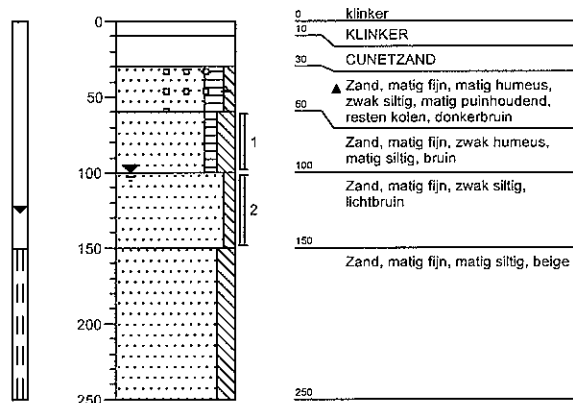 0
50
100
150
200
250
1
2
0 klinker
10 KLINKER
30 CUNETZAND
▲ Zand, matig fijn, matig humeus,
zwak siltig, matig puinhoudend,
resten kolen, donkerbruin
60
Zand, matig fijn, zwak humeus,
matig siltig, bruin
100
Zand, matig fijn, zwak siltig,
lichtbruin
150
Zand, matig fijn, matig siltig, beige
250